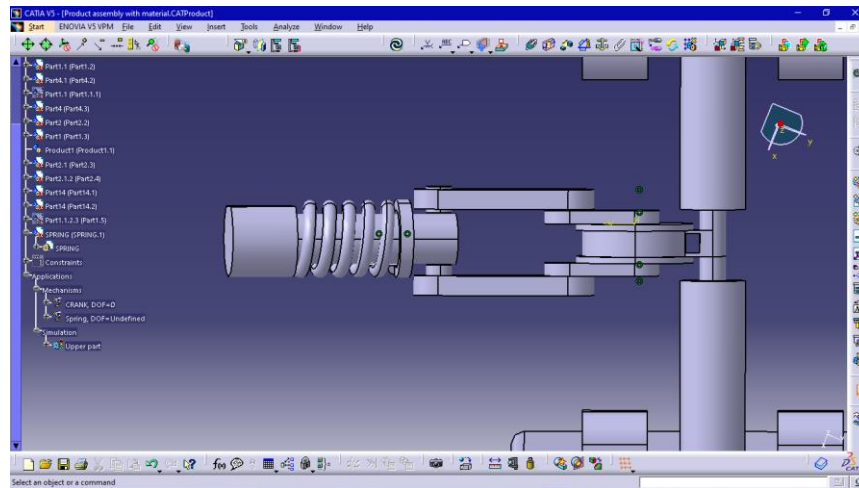 CATIA V5 - [Product assembly with material.CATProduct]
Start ENOVIA V5 VPM File Edit View Insert Tools Analyze Window Help
Part1.1 (Part1.2)
Part4.1 (Part4.2)
Part1.1 (Part1.1.1)
Part4 (Part4.3)
Part2 (Part2.2)
Part1 (Part1.3)
Product1 (Product1.1)
Part2.1 (Part2.3)
Part2.1.2 (Part2.4)
Part14 (Part14.1)
Part14 (Part14.2)
Part1.1.2.3 (Part1.5)
SPRING (SPRING.1)
SPRING
Constraints
Applications
Mechanisms
CRANK, DOF=0
Spring, DOF=Undefined
Simulation
Upper part
z
y
x
f(x)
Select an object or a command